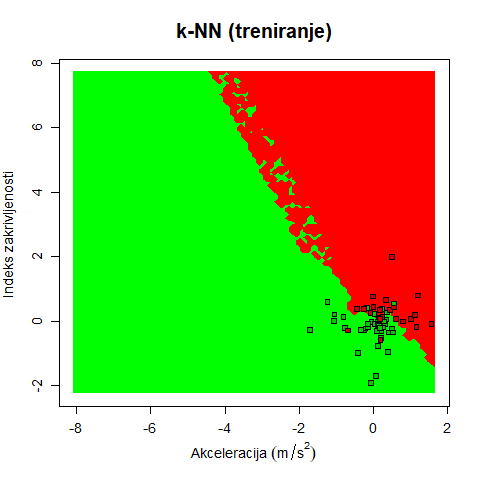 k-NN (treniranje)
8
6
4
2
0
-2
Indeks zakrivljenosti
-8 -6 -4 -2 0 2
Akceleracija (m/s²)